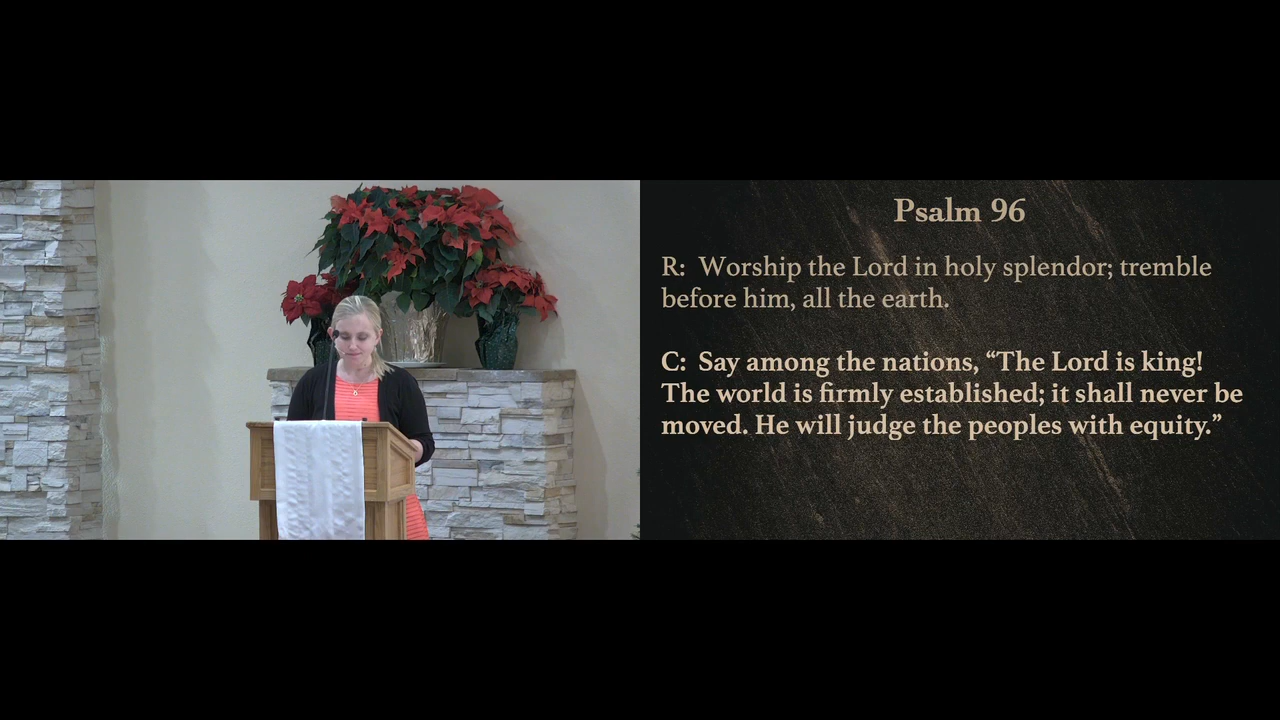 Psalm 96
R:  Worship the Lord in holy splendor; tremble
before him, all the earth.
C:  Say among the nations, “The Lord is king!
The world is firmly established; it shall never be
moved. He will judge the peoples with equity.”